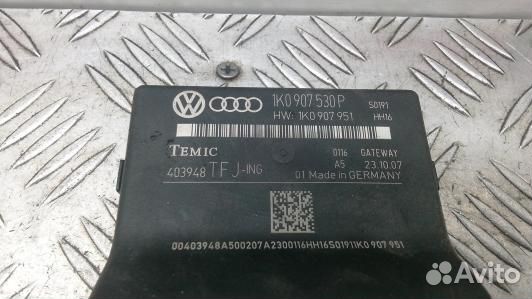 1K0 907 530 P S0191
HW: 1K0 907 951 HH16
TEMIC 0116 GATEWAY
403948 TFJ-ING A5 23.10.07
01 Made in GERMANY
00403948A500207A2300116HH16S01911K0 907 951
Avito